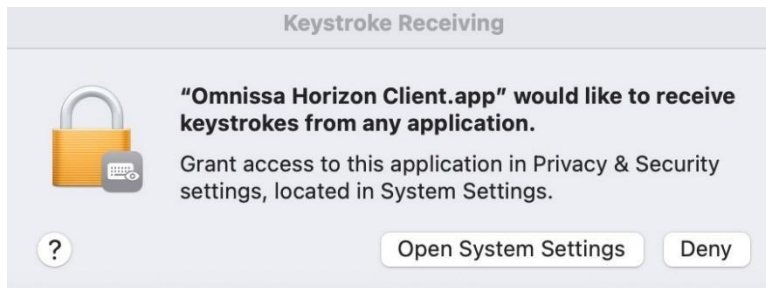 Keystroke Receiving
“Omnissa Horizon Client.app” would like to receive
keystrokes from any application.
Grant access to this application in Privacy & Security
settings, located in System Settings.
?
Open System Settings
Deny